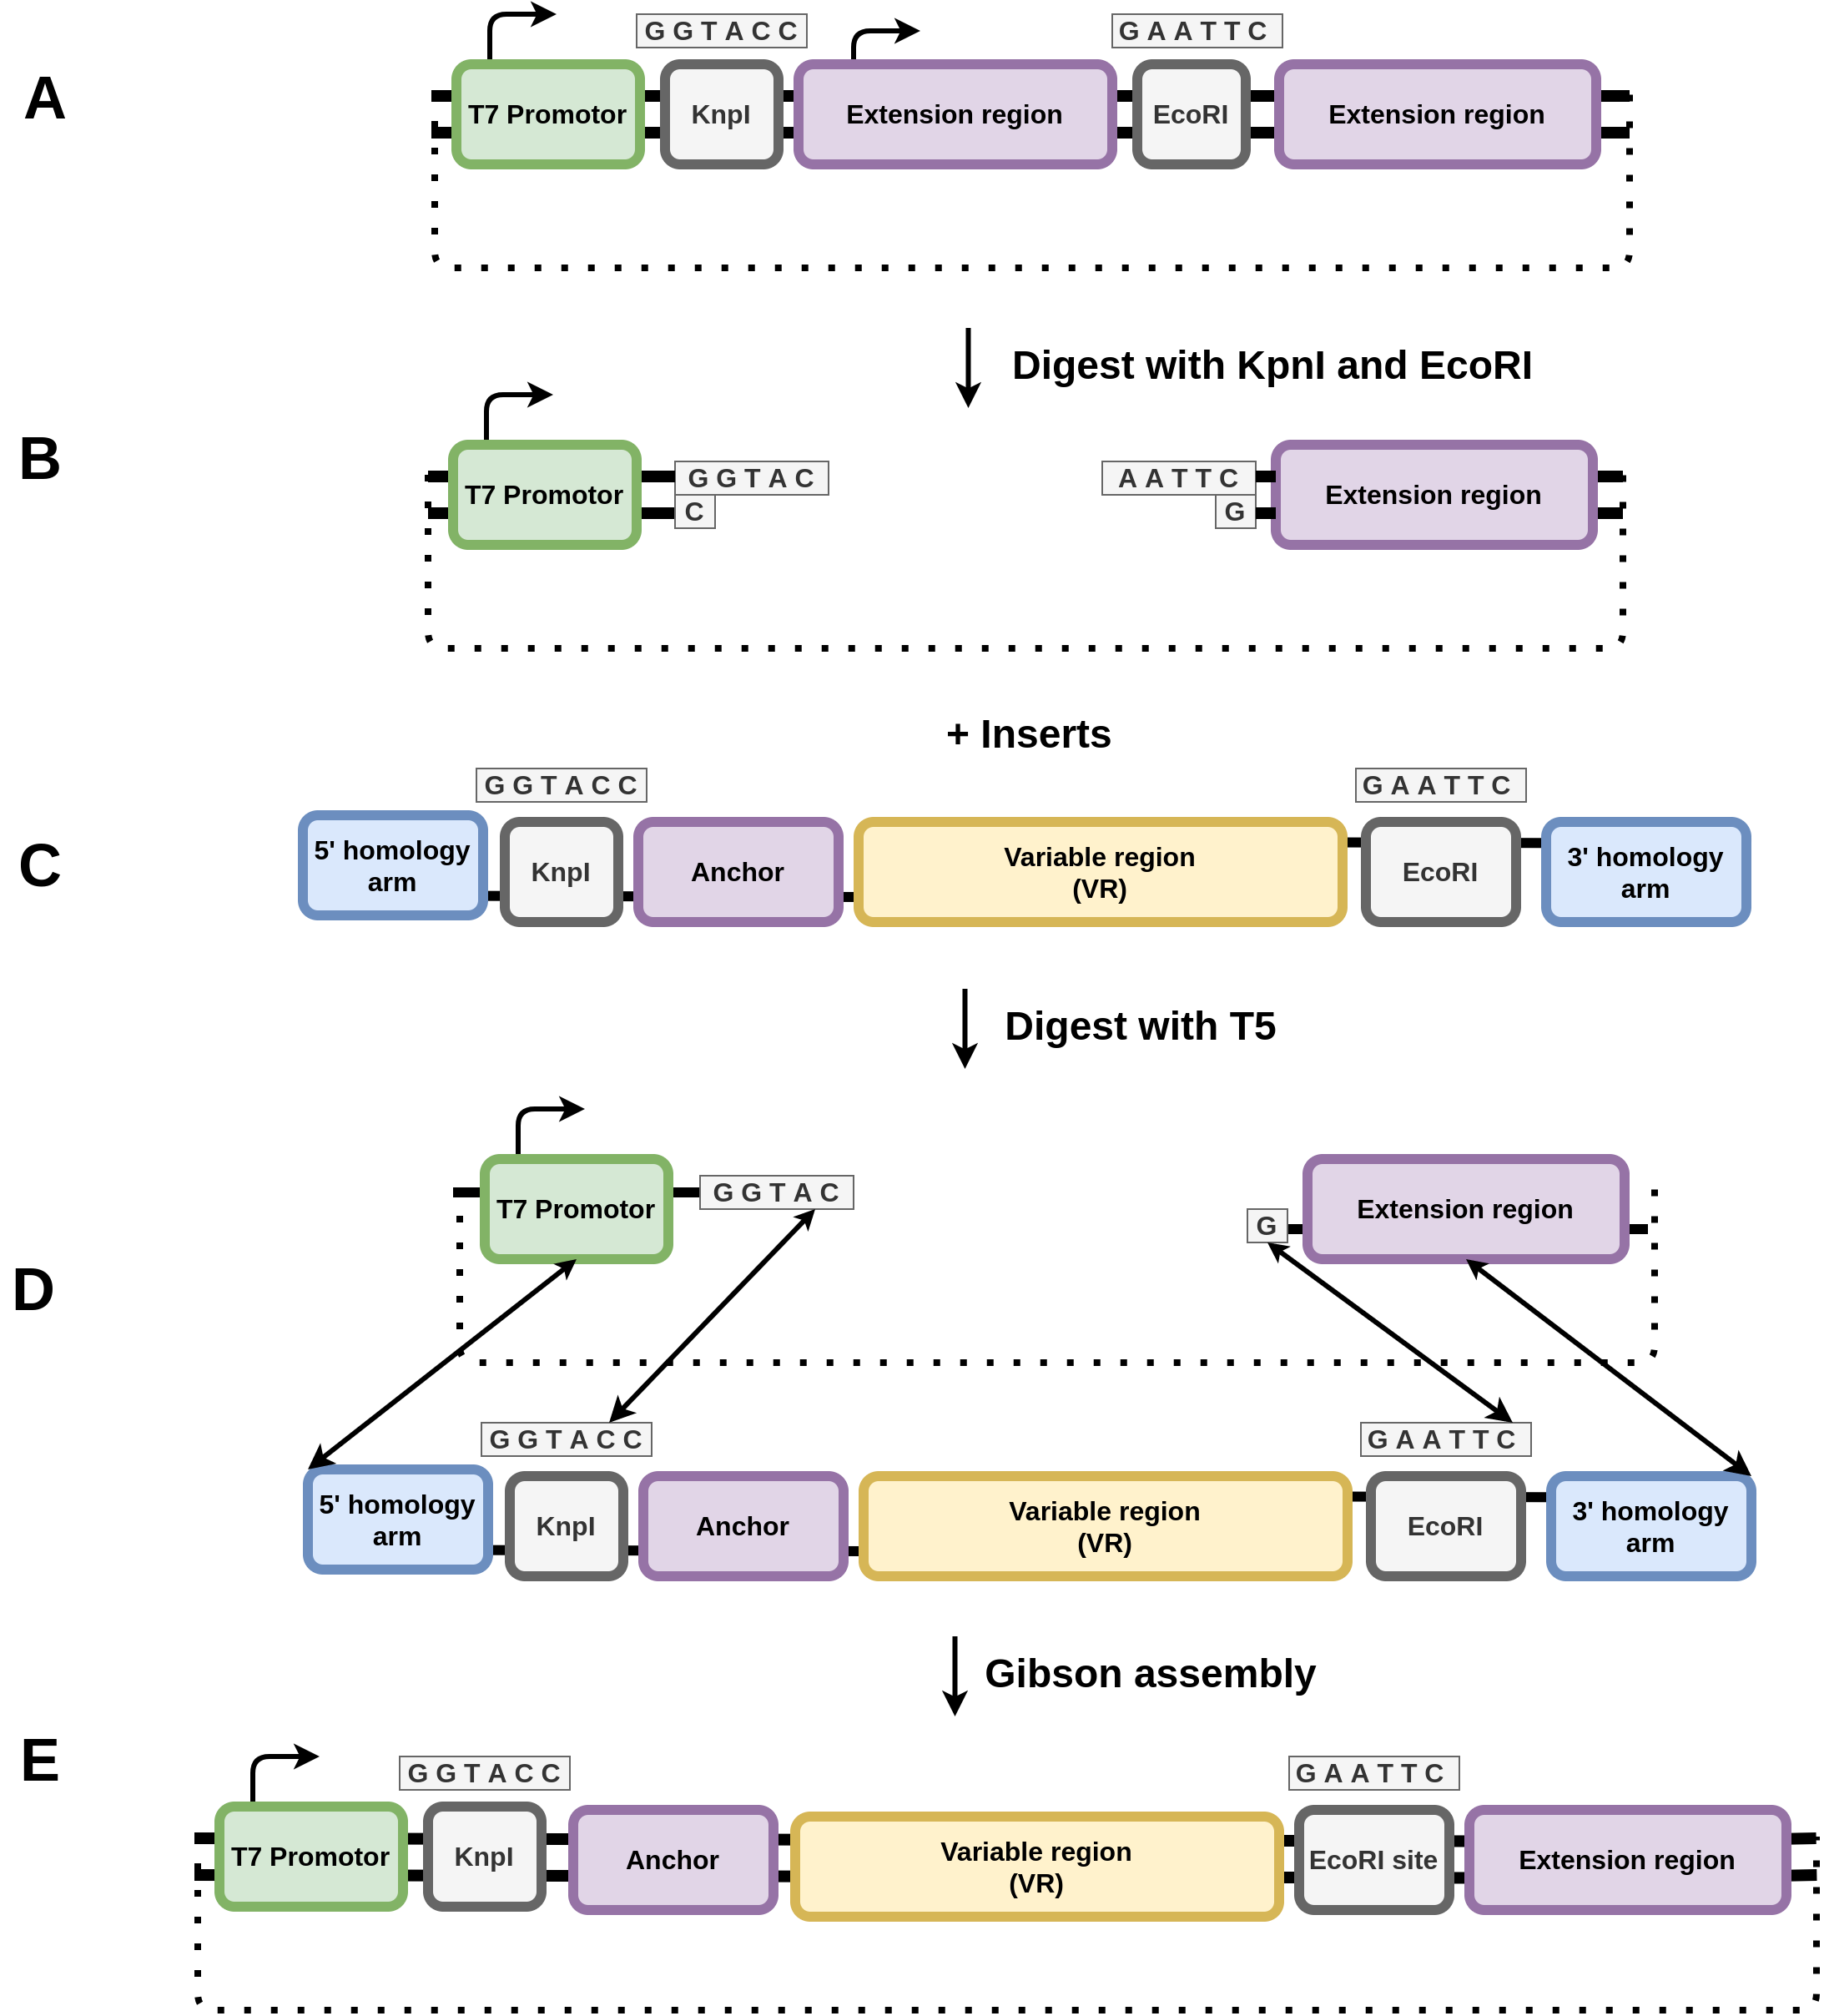 G G T A C C
G A A T T C
A
T7 Promotor
KnpI
Extension region
EcoRI
Extension region
Digest with KpnI and EcoRI
B
T7 Promotor
G G T A C
C
A A T T C
G
Extension region
+ Inserts
G G T A C C
G A A T T C
C
5' homology
arm
KnpI
Anchor
Variable region
(VR)
EcoRI
3' homology
arm
Digest with T5
D
T7 Promotor
G G T A C
G
Extension region
G G T A C C
G A A T T C
5' homology
arm
KnpI
Anchor
Variable region
(VR)
EcoRI
3' homology
arm
Gibson assembly
E
G G T A C C
G A A T T C
T7 Promotor
KnpI
Anchor
Variable region
(VR)
EcoRI site
Extension region